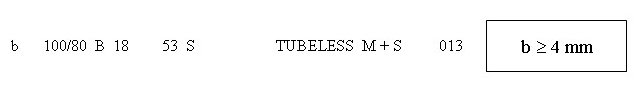 b 100/80 B 18 53 S TUBELESS M + S 013 b ≥ 4 mm